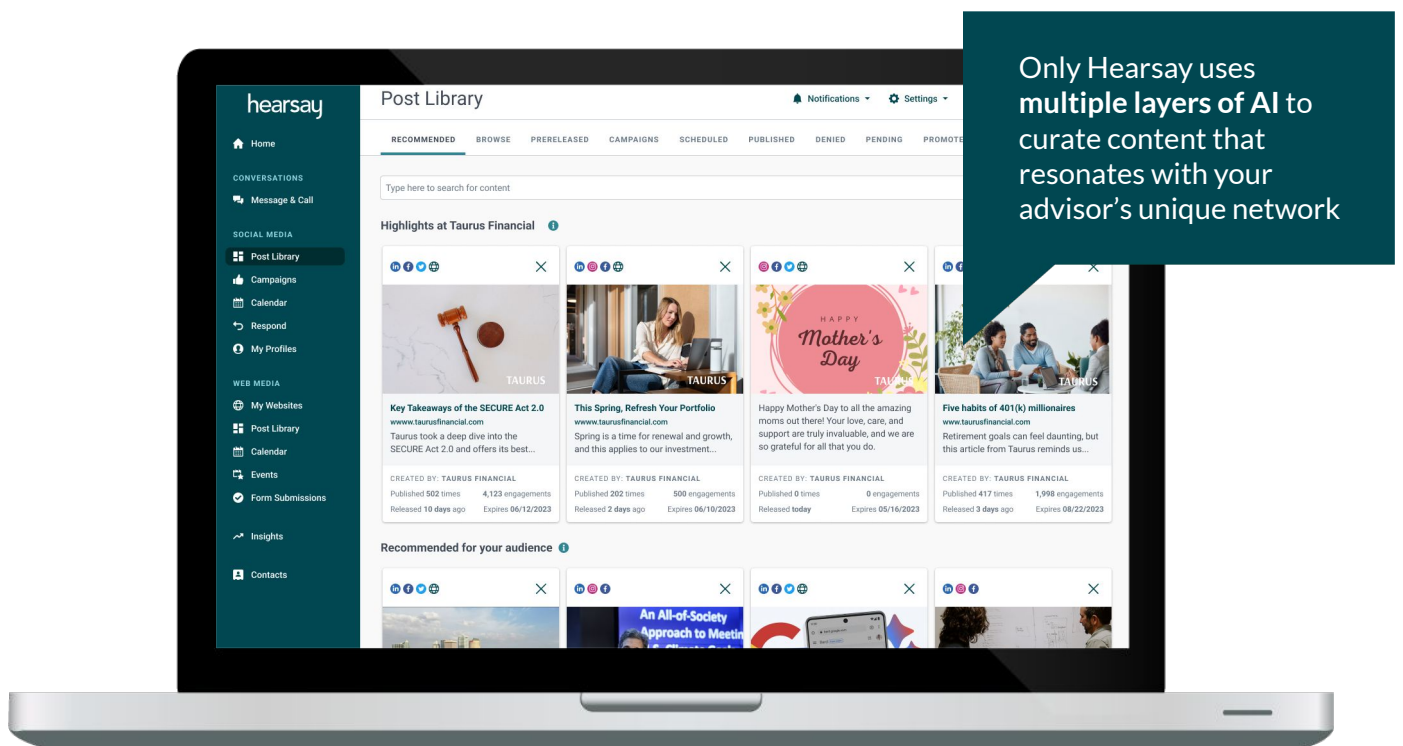 Only Hearsay uses
multiple layers of AI to
curate content that
resonates with your
advisor's unique network
hearsay
Home
CONVERSATIONS
Message & Call
SOCIAL MEDIA
Post Library
Campaigns
Calendar
Respond
My Profiles
WEB MEDIA
My Websites
Post Library
Calendar
Events
Form Submissions
Insights
Contacts
Post Library
Notifications
Settings
RECOMMENDED BROWSE PRERELEASED CAMPAIGNS SCHEDULED PUBLISHED DENIED PENDING PROMOTE
Type here to search for content
Highlights at Taurus Financial
TAURUS
Key Takeaways of the SECURE Act 2.0
www.taurusfinancial.com
Taurus took a deep dive into the
SECURE Act 2.0 and offers its best...
CREATED BY: TAURUS FINANCIAL
Published 502 times 4,123 engagements
Released 10 days ago Expires 06/12/2023
TAURUS
This Spring, Refresh Your Portfolio
www.taurusfinancial.com
Spring is a time for renewal and growth,
and this applies to our investment...
CREATED BY: TAURUS FINANCIAL
Published 202 times 500 engagements
Released 2 days ago Expires 06/10/2023
HAPPY
Mother's
Day
TAURUS
Happy Mother's Day to all the amazing
moms out there! Your love, care, and
support are truly invaluable, and we are
so grateful for all that you do.
CREATED BY: TAURUS FINANCIAL
Published 0 times 0 engagements
Released today Expires 05/16/2023
TAURUS
Five habits of 401(k) millionaires
www.taurusfinancial.com
Retirement goals can feel daunting, but
this article from Taurus reminds us...
CREATED BY: TAURUS FINANCIAL
Published 417 times 1,998 engagements
Released 3 days ago Expires 08/22/2023
Recommended for your audience
An All-of-Society
Approach to Meetin